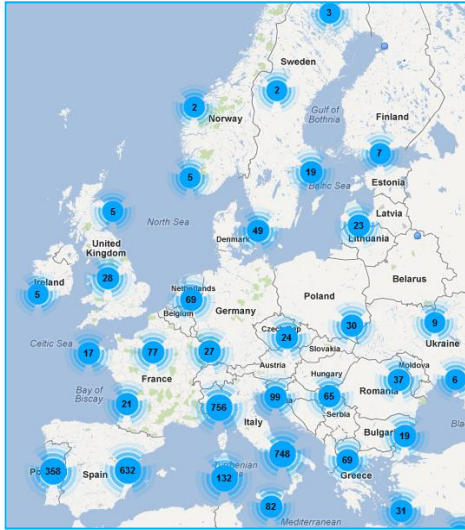 3
Sweden
2
Gulf of
Bothnia
2
Norway
Finland
7
5
19
Baltic Sea
Estonia
5
North Sea
Latvia
23
Lithuania
49
Denmark
United
Kingdom
Ireland
28
5
Netherlands
69
Belgium
Germany
Poland
Belarus
30
9
Ukraine
Celtic Sea
17
77
27
24
Slovakia
Austria
France
Hungary
Moldova
37
6
Romania
Bay of
Biscay
21
756
99
65
Serbia
Italy
19
358
Spain
632
748
132
69
Greece
82
31
Mediterranean